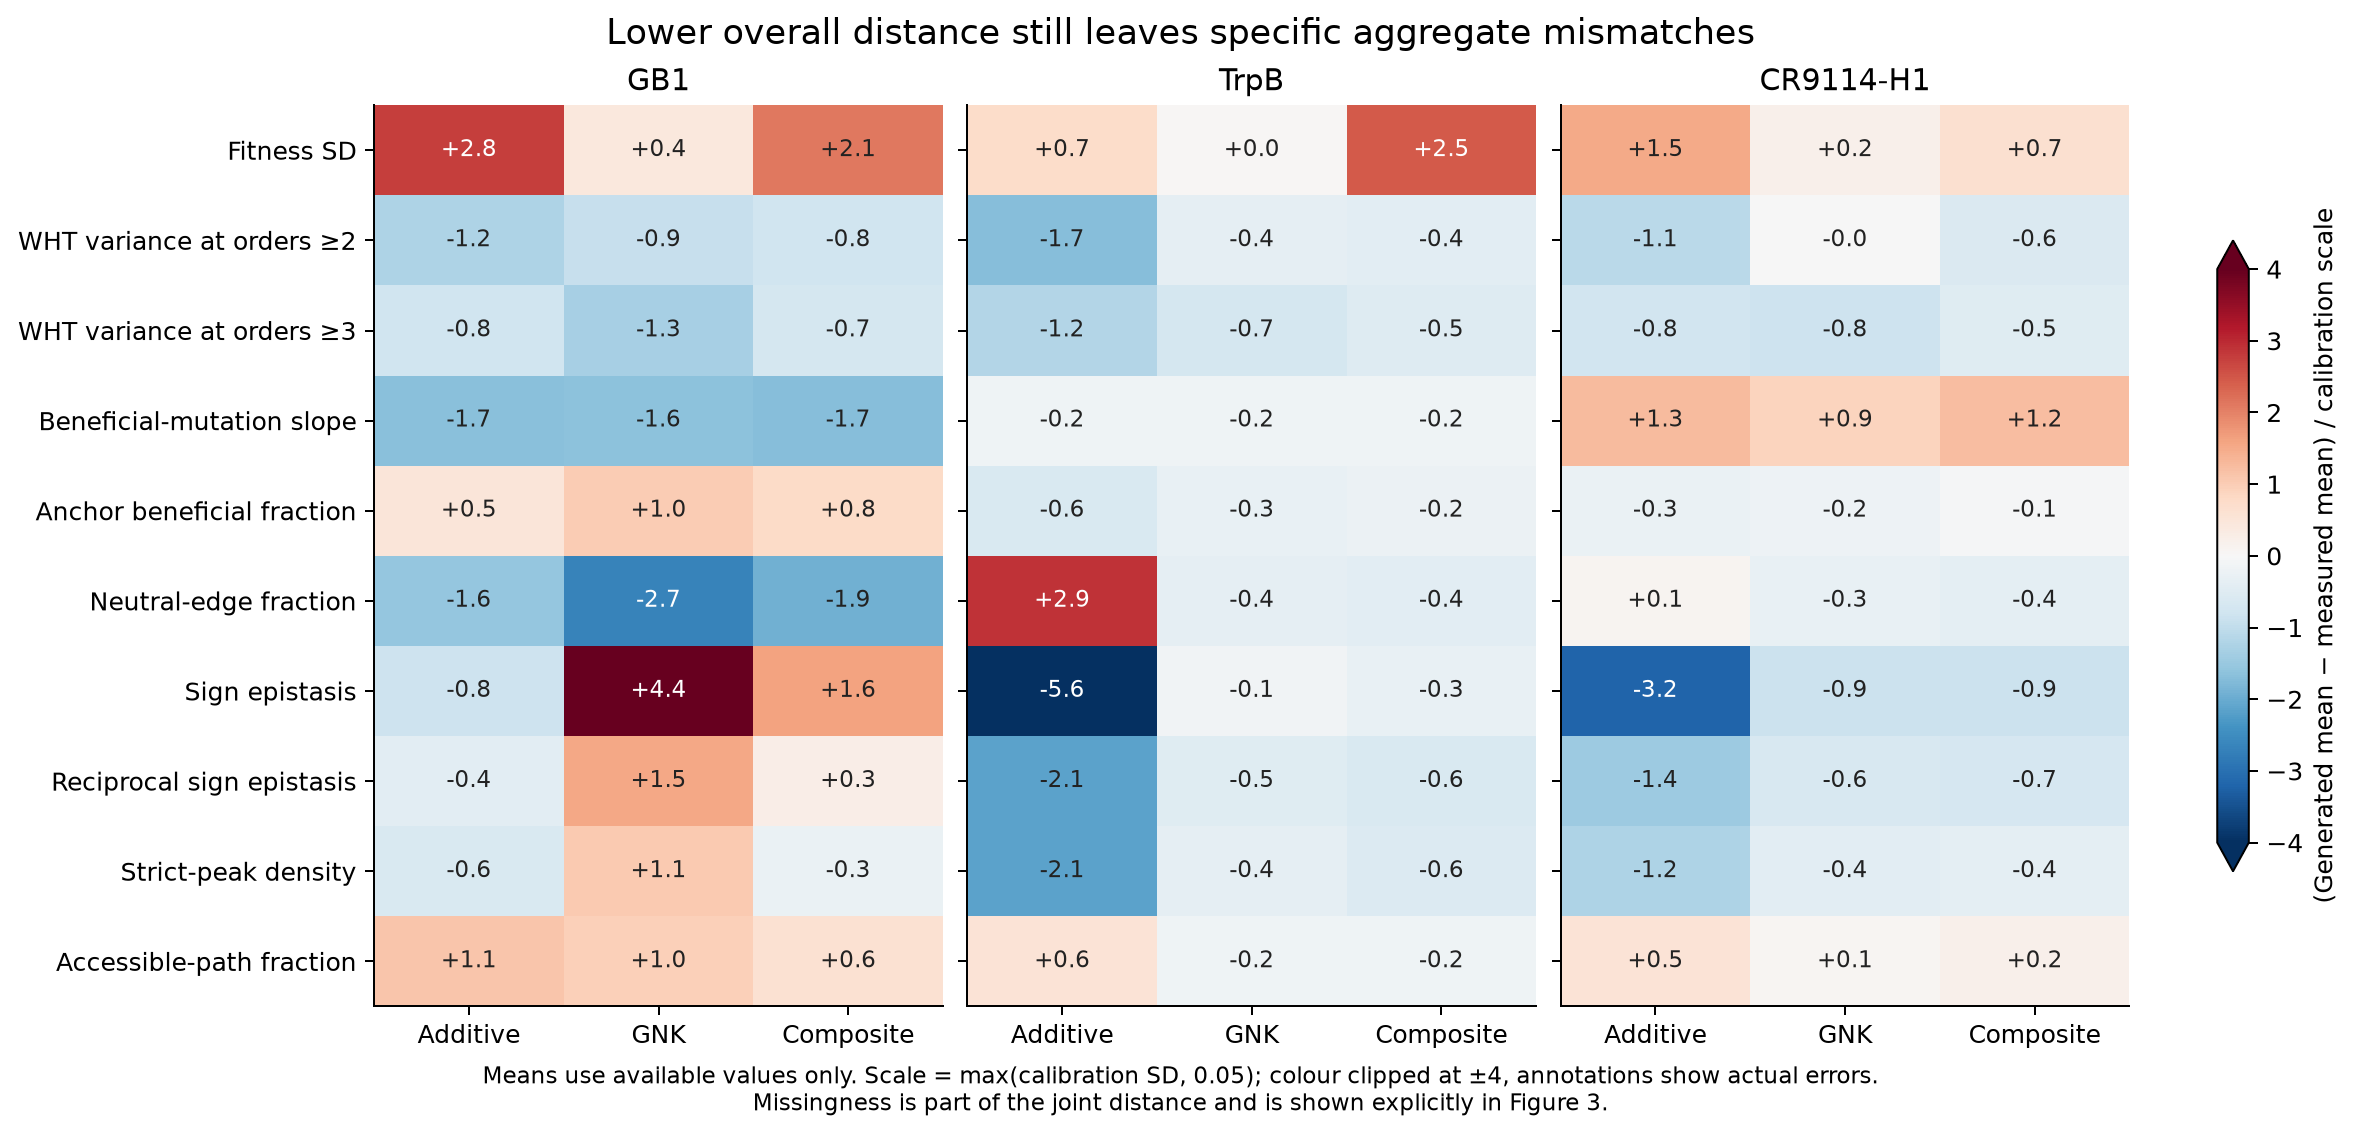 Lower overall distance still leaves specific aggregate mismatches
GB1 TrpB CR9114-H1
Fitness SD +2.8 +0.4 +2.1 +0.7 +0.0 +2.5 +1.5 +0.2 +0.7
WHT variance at orders ≥2 -1.2 -0.9 -0.8 -1.7 -0.4 -0.4 -1.1 -0.0 -0.6
WHT variance at orders ≥3 -0.8 -1.3 -0.7 -1.2 -0.7 -0.5 -0.8 -0.8 -0.5
Beneficial-mutation slope -1.7 -1.6 -1.7 -0.2 -0.2 -0.2 +1.3 +0.9 +1.2
Anchor beneficial fraction +0.5 +1.0 +0.8 -0.6 -0.3 -0.2 -0.3 -0.2 -0.1
Neutral-edge fraction -1.6 -2.7 -1.9 +2.9 -0.4 -0.4 +0.1 -0.3 -0.4
Sign epistasis -0.8 +4.4 +1.6 -5.6 -0.1 -0.3 -3.2 -0.9 -0.9
Reciprocal sign epistasis -0.4 +1.5 +0.3 -2.1 -0.5 -0.6 -1.4 -0.6 -0.7
Strict-peak density -0.6 +1.1 -0.3 -2.1 -0.4 -0.6 -1.2 -0.4 -0.4
Accessible-path fraction +1.1 +1.0 +0.6 +0.6 -0.2 -0.2 +0.5 +0.1 +0.2
Additive GNK Composite Additive GNK Composite Additive GNK Composite
4
3
2
1
0
−1
−2
−3
−4
(Generated mean − measured mean) / calibration scale
Means use available values only. Scale = max(calibration SD, 0.05); colour clipped at ±4, annotations show actual errors.
Missingness is part of the joint distance and is shown explicitly in Figure 3.